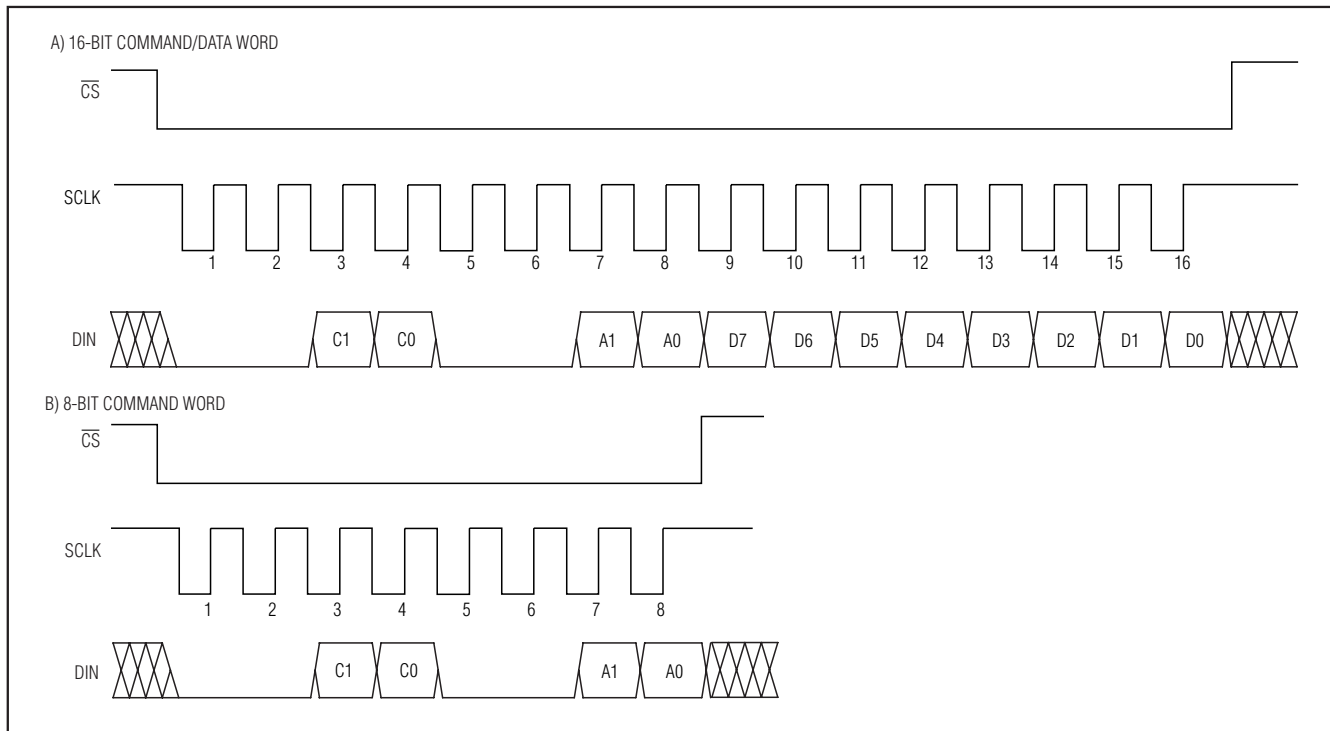 A) 16-BIT COMMAND/DATA WORD
CS
SCLK
1 2 3 4 5 6 7 8 9 10 11 12 13 14 15 16
DIN C1 C0 A1 A0 D7 D6 D5 D4 D3 D2 D1 D0
B) 8-BIT COMMAND WORD
CS
SCLK
1 2 3 4 5 6 7 8
DIN C1 C0 A1 A0